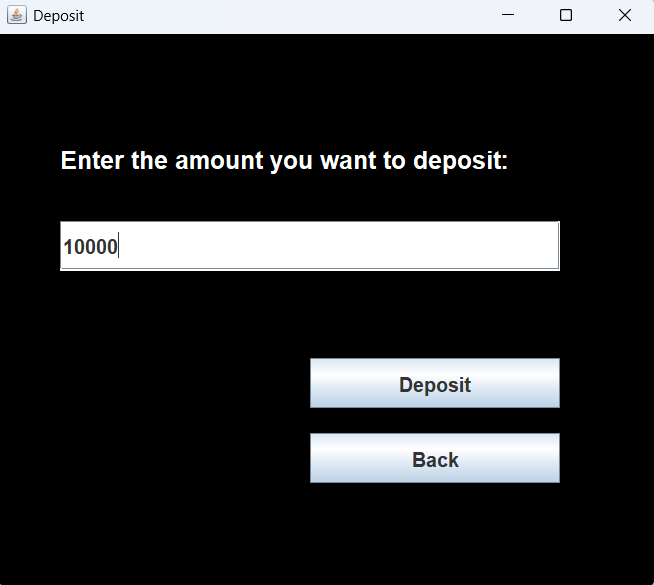 Deposit
Enter the amount you want to deposit:
10000
Deposit
Back